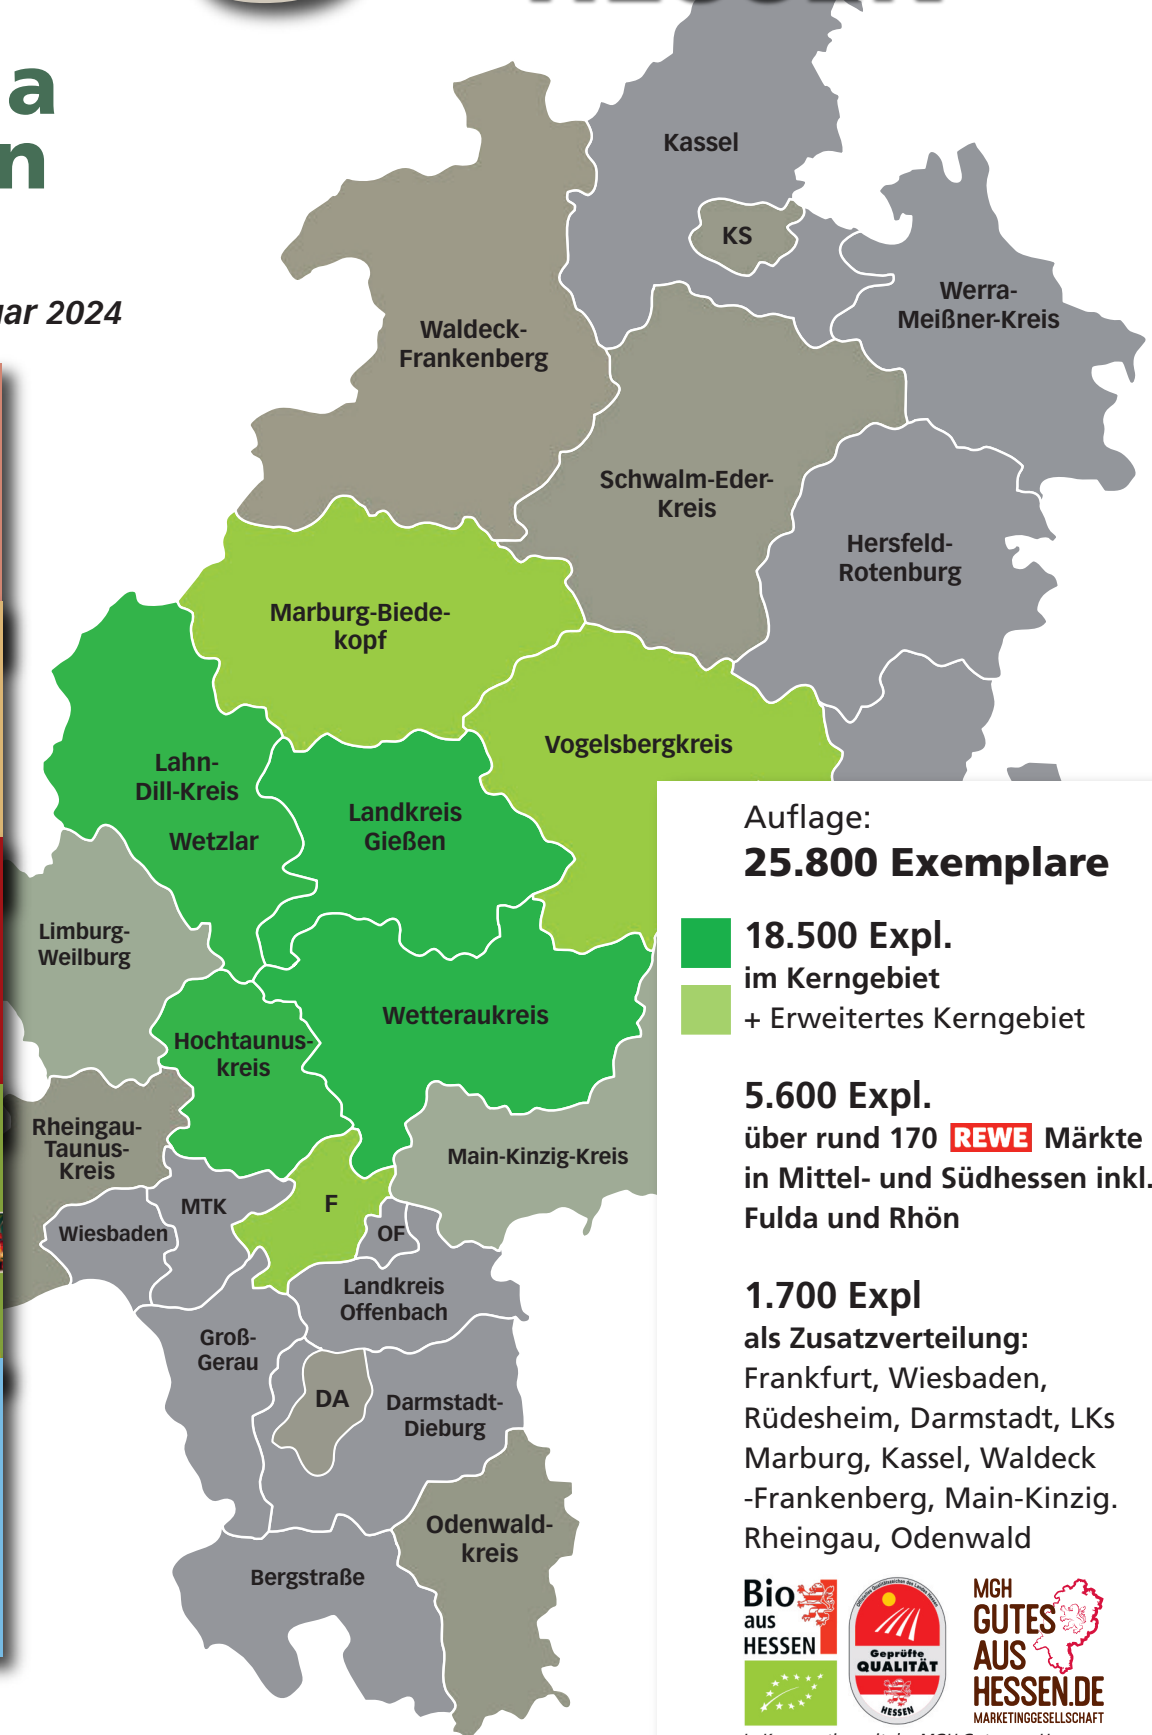 a
n
2024
Kassel
KS
Werra-
Meißner-Kreis
Waldeck-
Frankenberg
Schwalm-Eder-
Kreis
Hersfeld-
Rotenburg
Marburg-Biede-
kopf
Vogelsbergkreis
Lahn-
Dill-Kreis
Wetzlar
Landkreis
Gießen
Limburg-
Weilburg
Wetteraukreis
Hochtaunus-
kreis
Rheingau-
Taunus-
Kreis
Main-Kinzig-Kreis
MTK
F
Wiesbaden
OF
Landkreis
Offenbach
Groß-
Gerau
DA
Darmstadt-
Dieburg
Odenwald-
kreis
Bergstraße
Auflage:
25.800 Exemplare
18.500 Expl.
im Kerngebiet
+ Erweitertes Kerngebiet
5.600 Expl.
über rund 170 REWE Märkte
in Mittel- und Südhessen inkl.
Fulda und Rhön
1.700 Expl
als Zusatzverteilung:
Frankfurt, Wiesbaden,
Rüdesheim, Darmstadt, LKs
Marburg, Kassel, Waldeck
-Frankenberg, Main-Kinzig.
Rheingau, Odenwald
Bio
aus
HESSEN
Geprüfte
QUALITÄT
HESSEN
MGH
GUTES
AUS
HESSEN.DE
MARKETINGGESELLSCHAFT